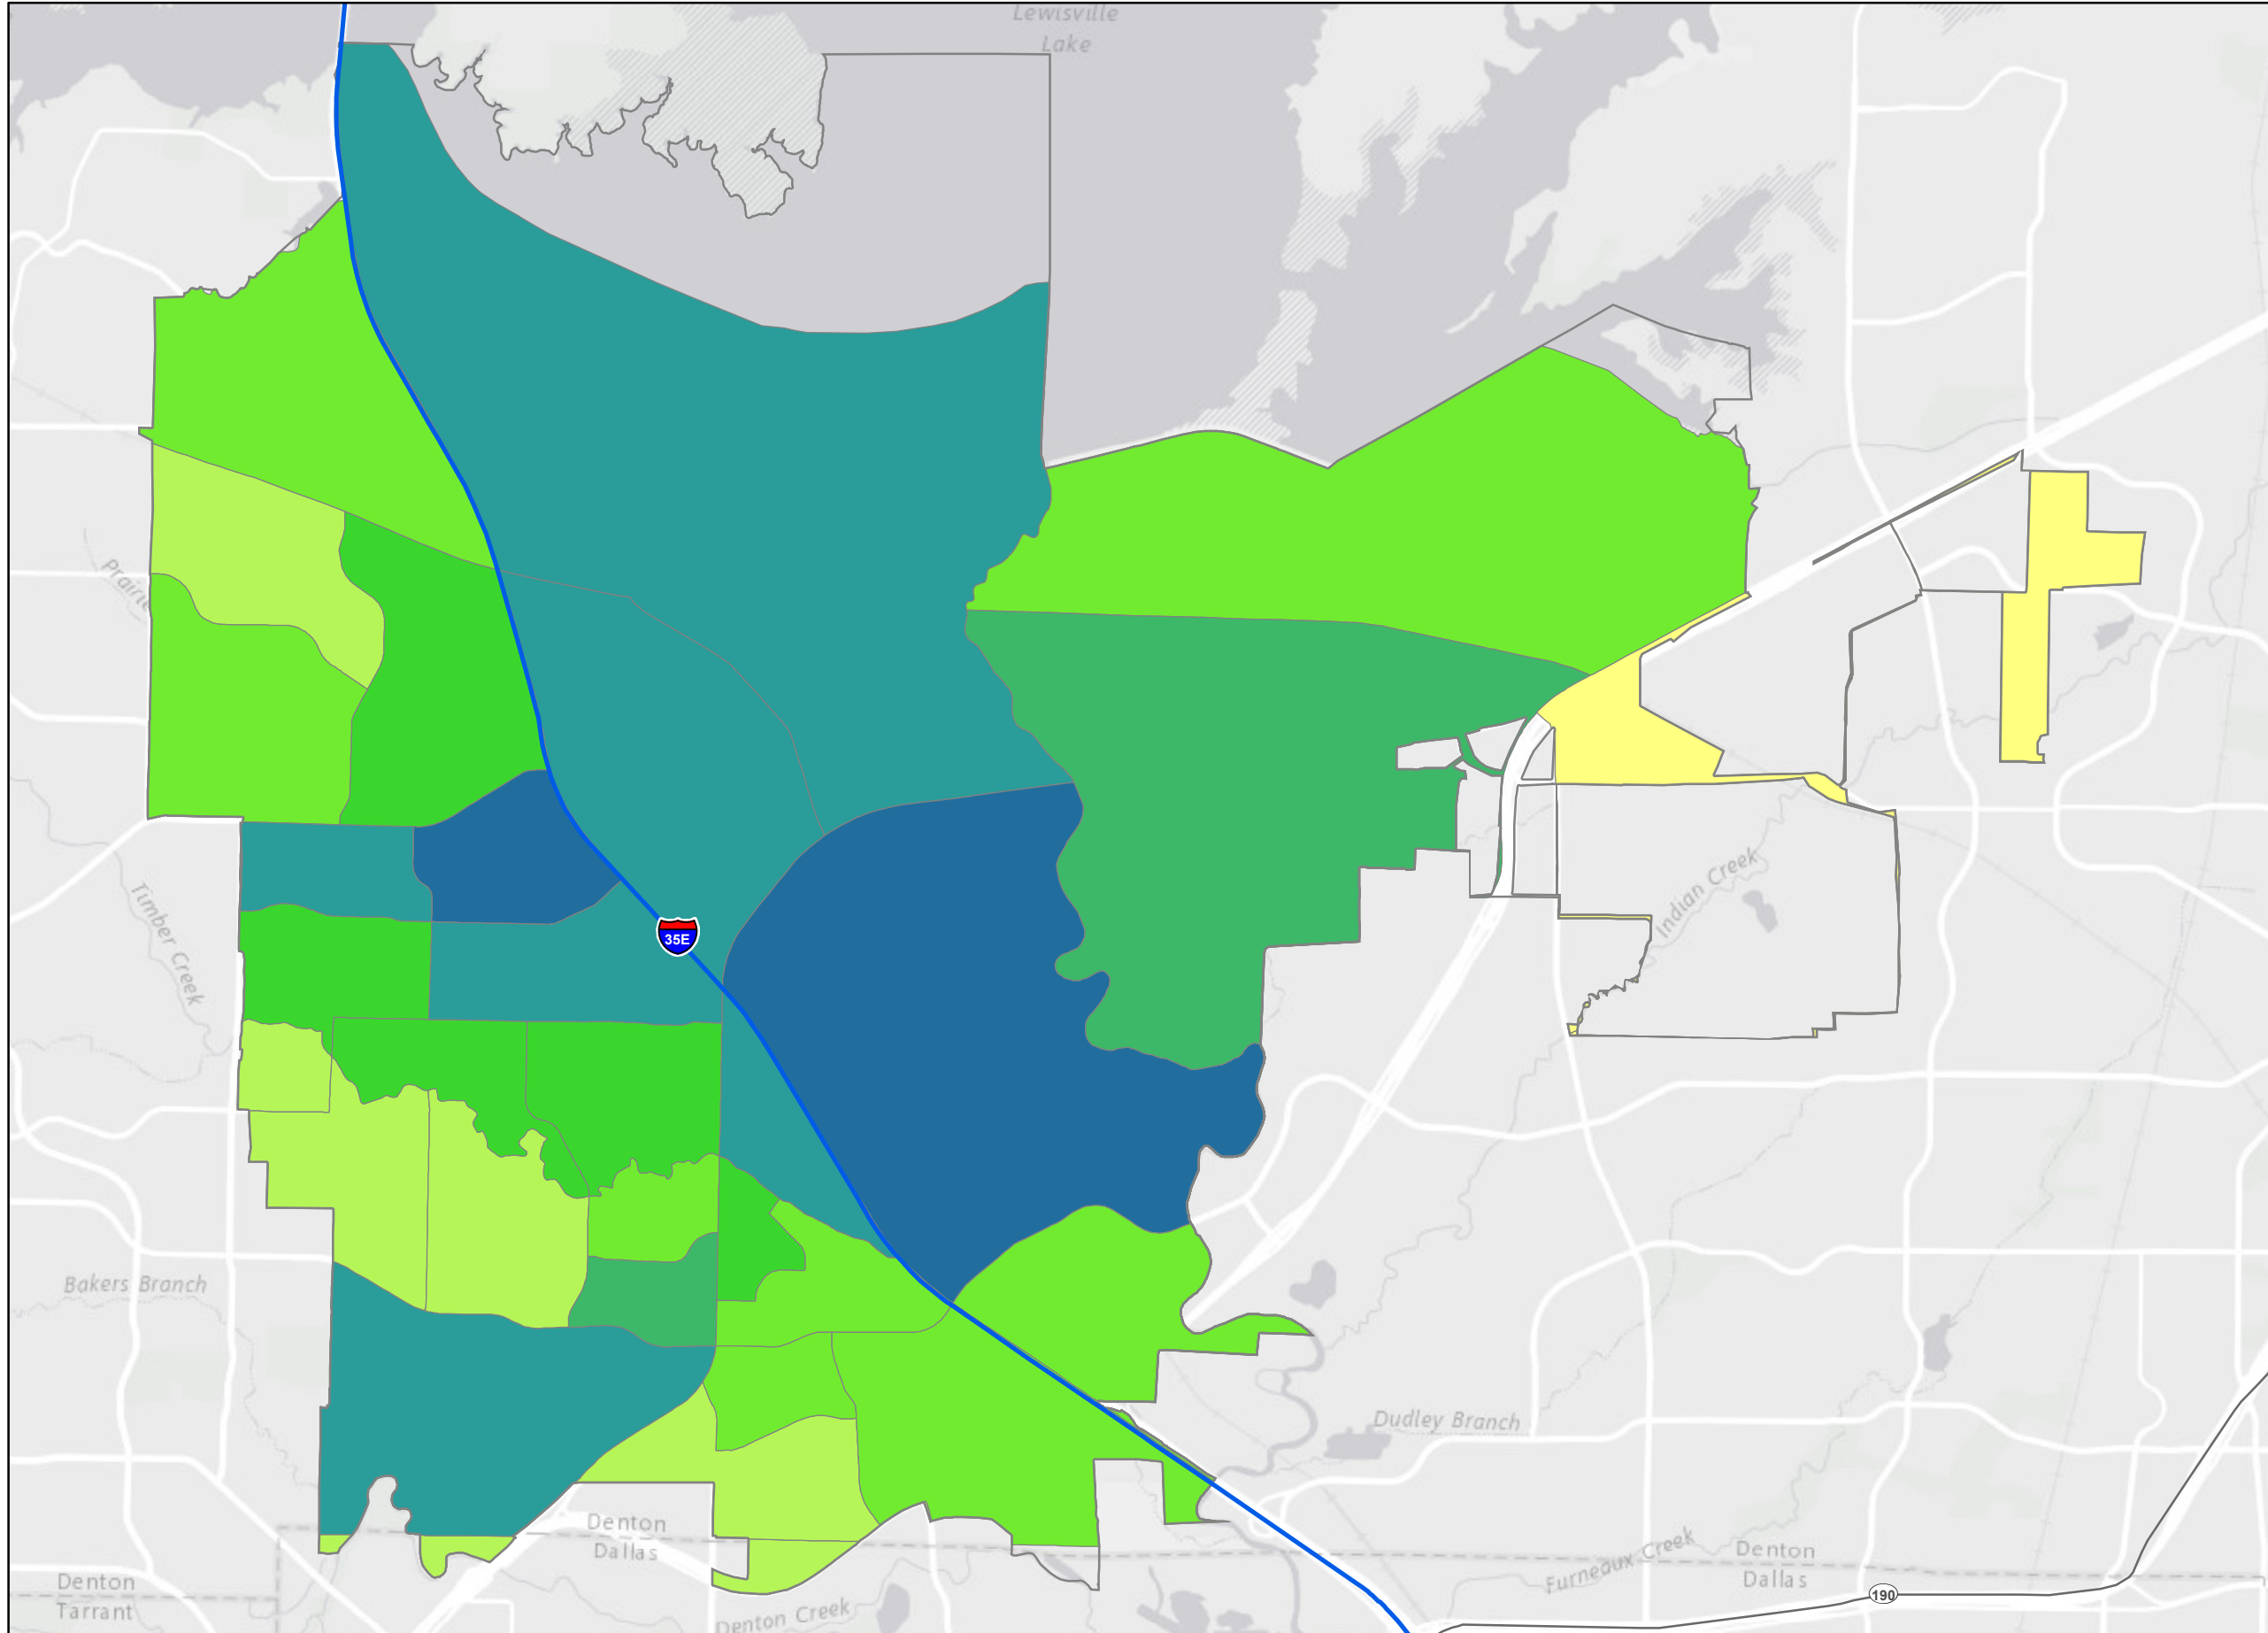 Lewisville
Lake
Prairie
Timber Creek
35E
Indian Creek
Bakers Branch
Dudley Branch
Denton
Dallas
Furneaux Creek
Denton
Dallas
Denton
Tarrant
190
Denton Creek